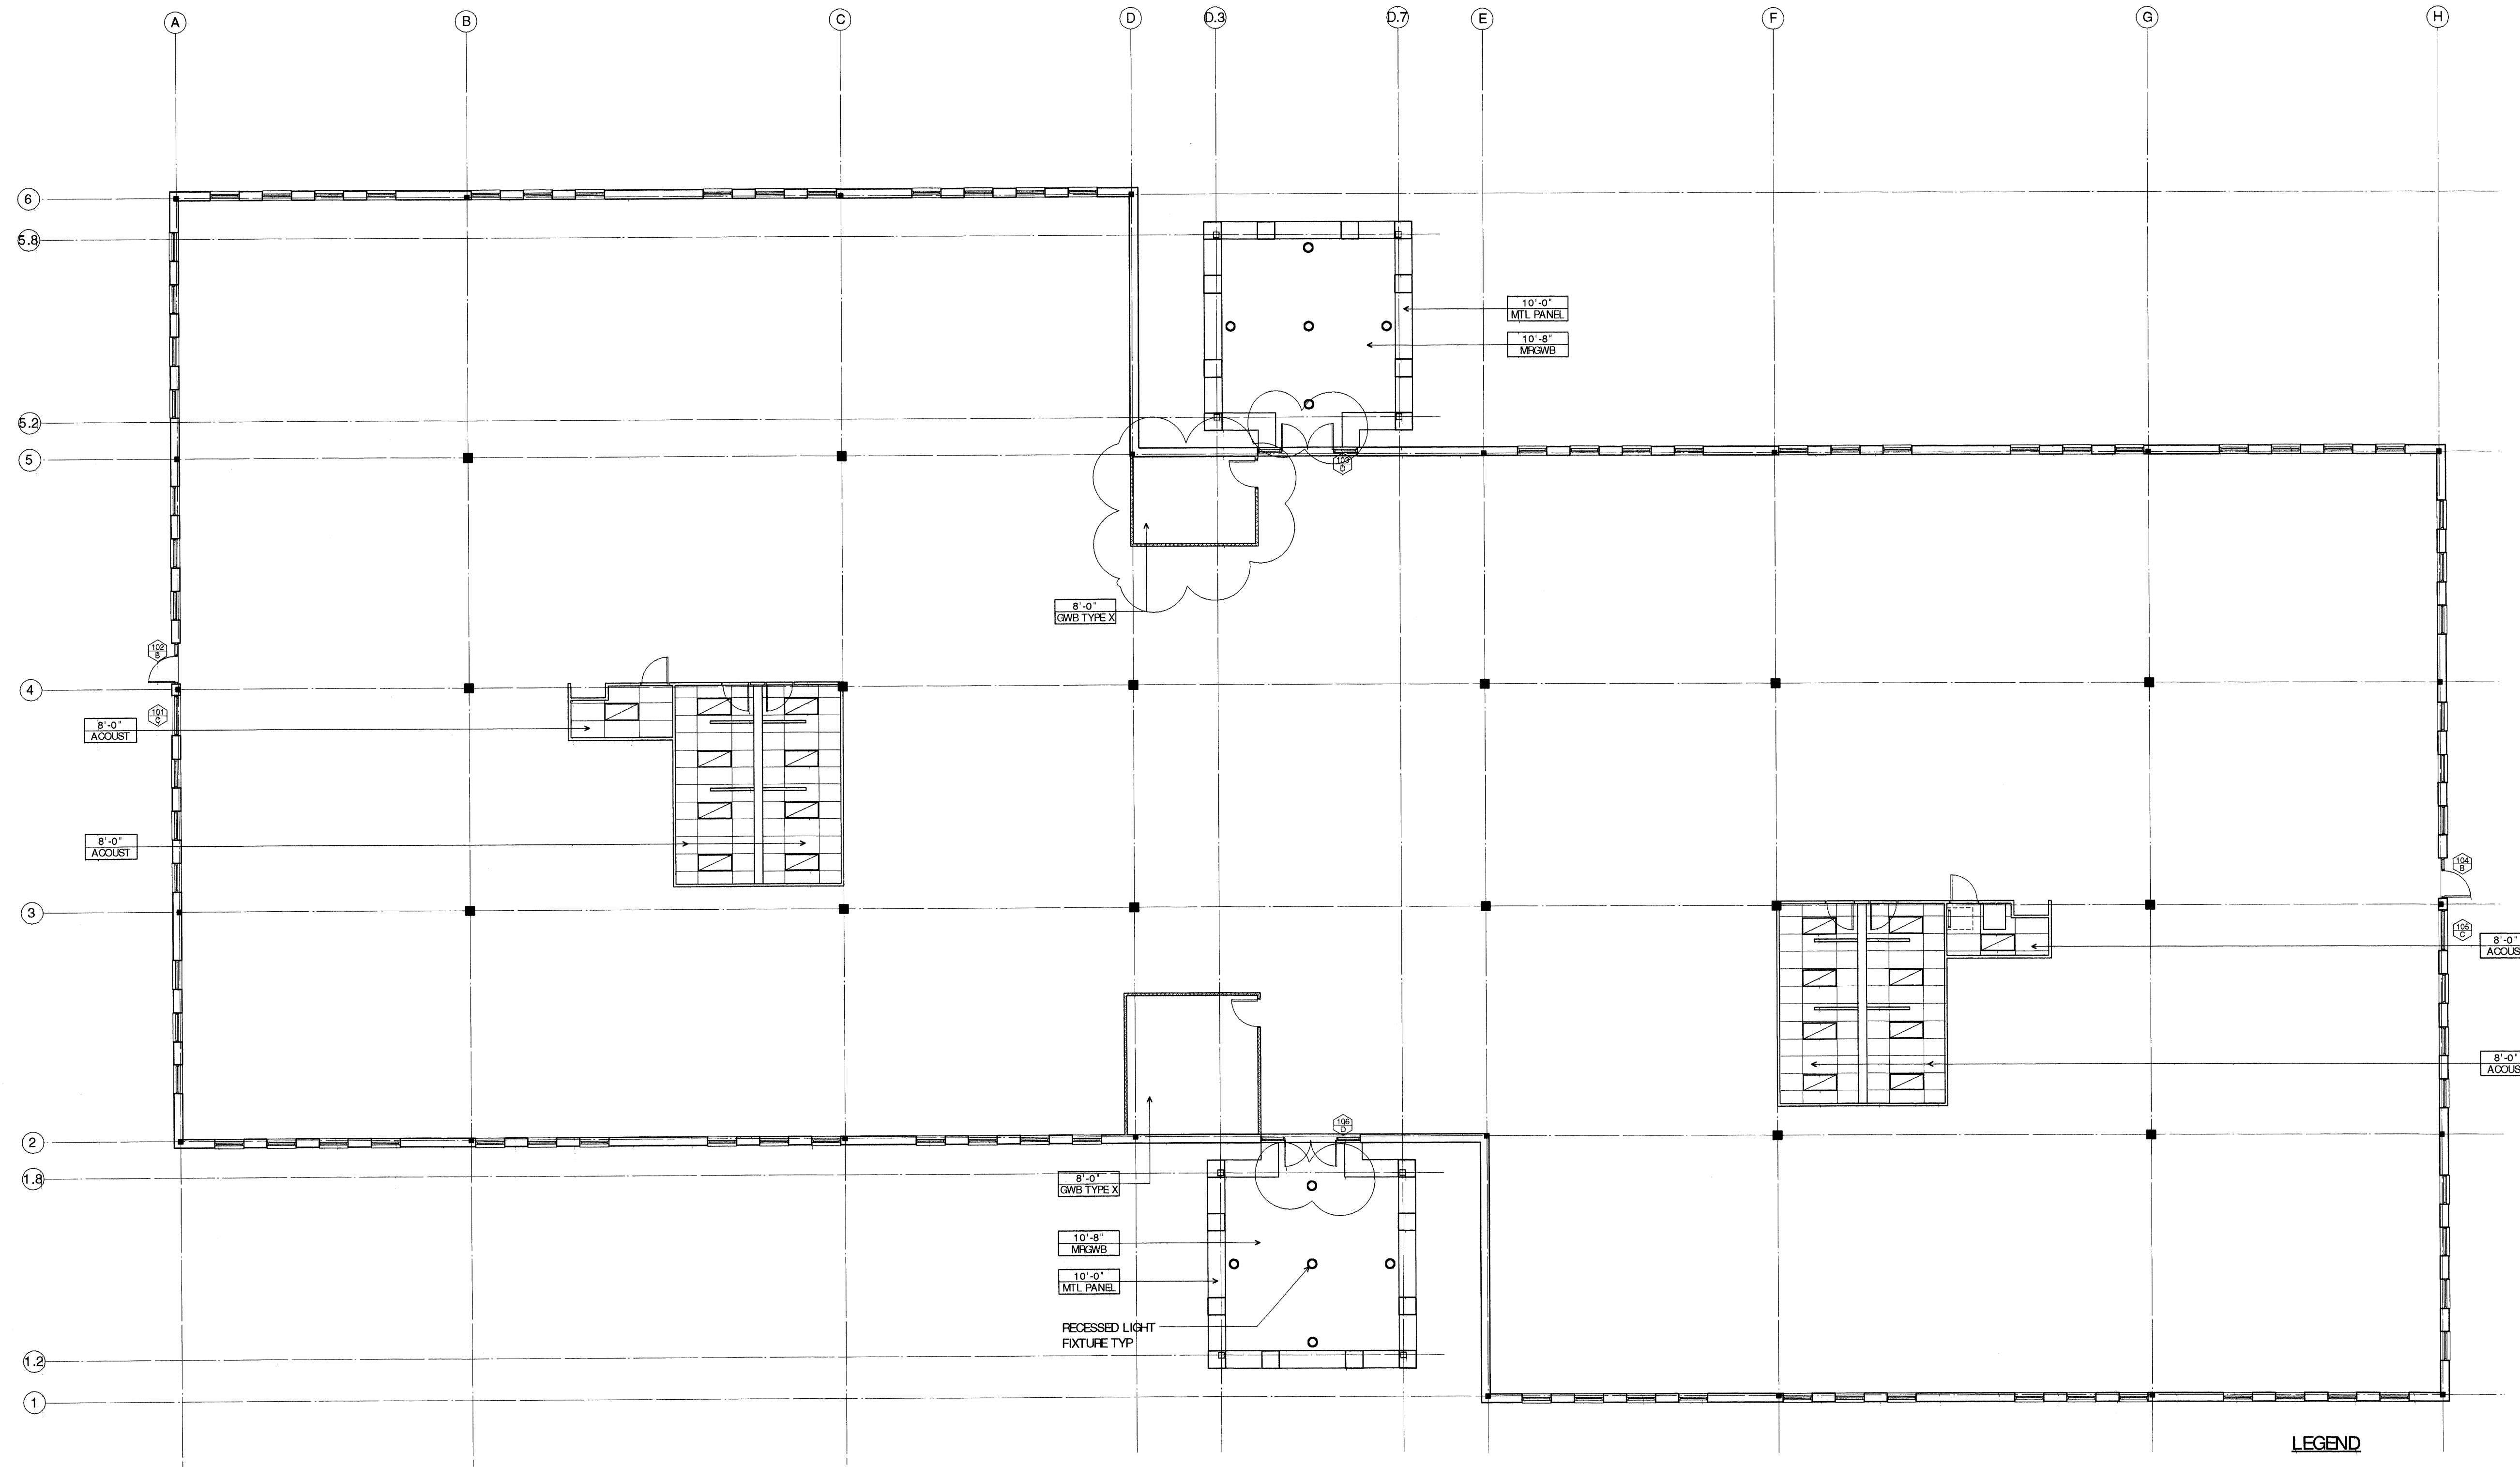 A
B
C
D
D.3
D.7
E
F
G
H
6
5.8
10'-0"
MTL PANEL
10'-8"
MRGWB
5.2
5
103
D
8'-0"
GWB TYPE X
102
B
4
101
C
8'-0"
ACOUST
8'-0"
ACOUST
104
B
3
105
C
8'-0"
ACOUS
8'-0"
ACOUS
106
D
2
1.8
8'-0"
GWB TYPE X
10'-8"
MRGWB
10'-0"
MTL PANEL
RECESSED LIGHT
FIXTURE TYP
1.2
1
LEGEND